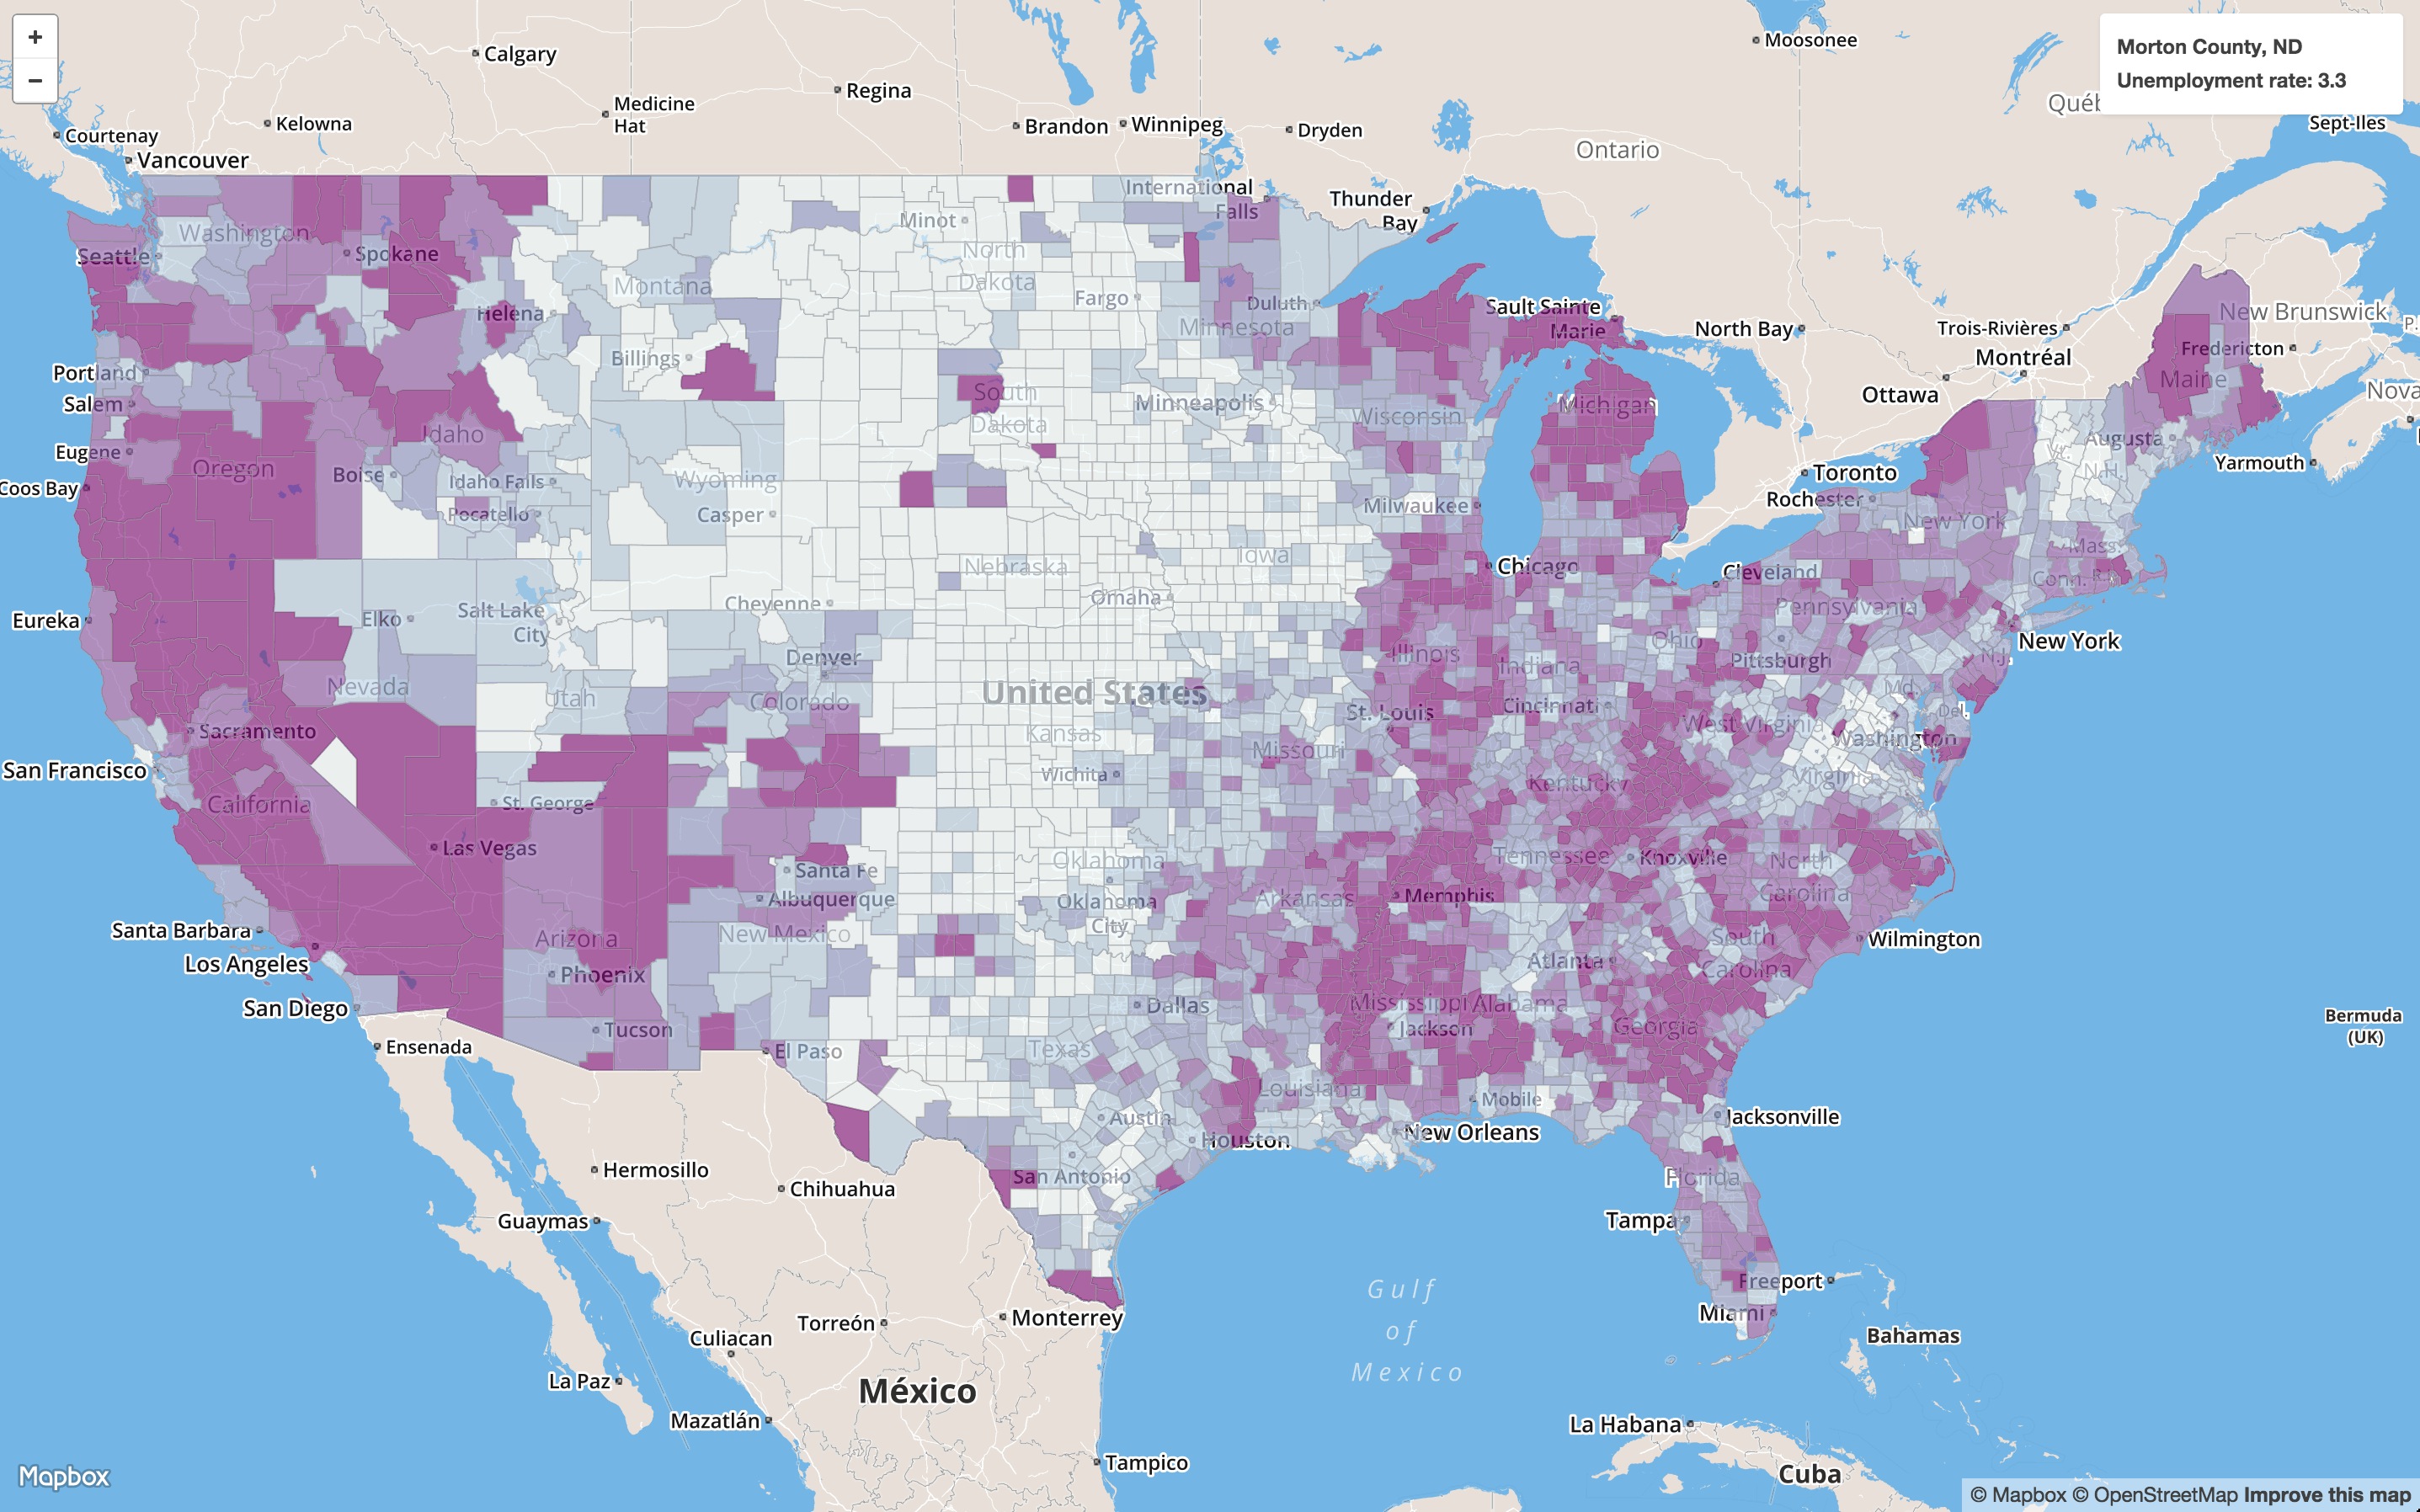 +
−
Morton County, ND
Unemployment rate: 3.3
Calgary
Moosonee
Regina
Medicine
Hat
Kelowna
Courtenay
Vancouver
Brandon
Winnipeg
Dryden
Ontario
Sept-Iles
International
Falls
Thunder
Bay
Minot
North
Dakota
Washington
Seattle
Spokane
Montana
Helena
Fargo
Duluth
Minnesota
Sault Sainte
Marie
North Bay
Trois-Rivières
Montréal
New Brunswick
Fredericton
Maine
Portland
Salem
Billings
South
Dakota
Minneapolis
Wisconsin
Michigan
Ottawa
Nova
Idaho
Eugene
Oregon
Boise
Idaho Falls
Pocatello
Coos Bay
Wyoming
Casper
Milwaukee
Toronto
Rochester
Vt.
N.H.
Augusta
Yarmouth
New York
Mass.
Conn.
Nebraska
Iowa
Chicago
Cleveland
Pennsylvania
Cheyenne
Omaha
Eureka
Elko
Salt Lake
City
Nevada
Utah
Denver
Colorado
United States
Kansas
Wichita
Illinois
Indiana
Ohio
Pittsburgh
N.J.
New York
Md.
Del.
Cincinnati
St. Louis
Missouri
West Virginia
Washington
Virginia
Kentucky
Sacramento
San Francisco
California
St. George
Las Vegas
Santa Fe
Albuquerque
New Mexico
Oklahoma
Oklahoma
City
Arkansas
Memphis
Tennessee
Knoxville
North
Carolina
South
Carolina
Wilmington
Santa Barbara
Los Angeles
San Diego
Arizona
Phoenix
Tucson
Ensenada
El Paso
Dallas
Texas
Atlanta
Mississippi
Alabama
Jackson
Georgia
Louisiana
Mobile
Austin
Houston
New Orleans
Jacksonville
San Antonio
Florida
Tampa
Freeport
Miami
Bermuda
(UK)
Hermosillo
Chihuahua
Guaymas
Monterrey
Torreón
Culiacan
México
La Paz
Mazatlán
Tampico
Gulf
of
Mexico
Bahamas
La Habana
Cuba
Mapbox
© Mapbox © OpenStreetMap Improve this map